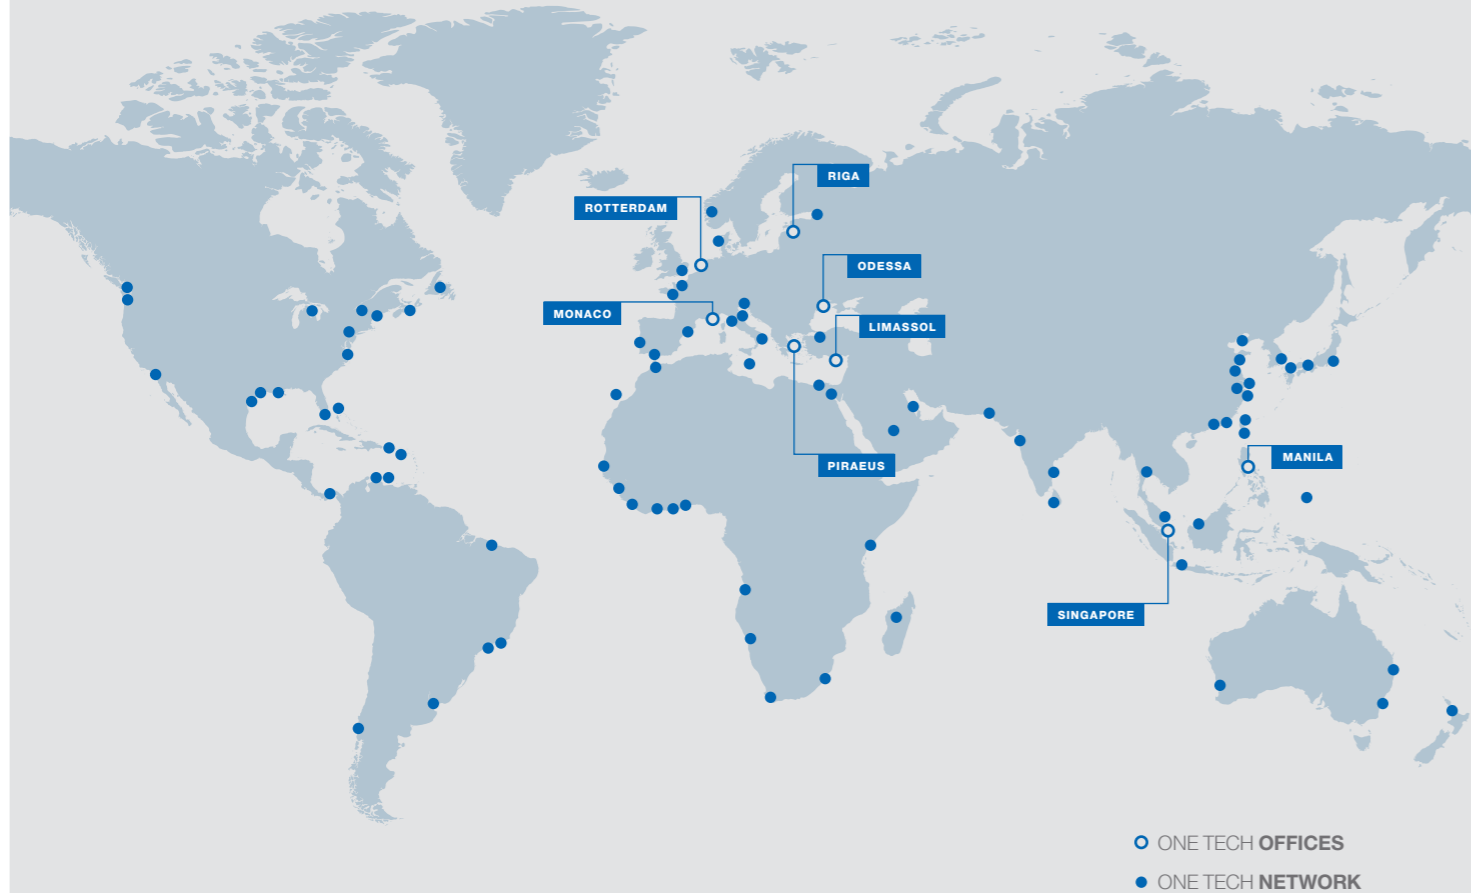 RIGA
ROTTERDAM
ODESSA
MONACO
LIMASSOL
PIRAEUS
MANILA
SINGAPORE
ONE TECH OFFICES
ONE TECH NETWORK